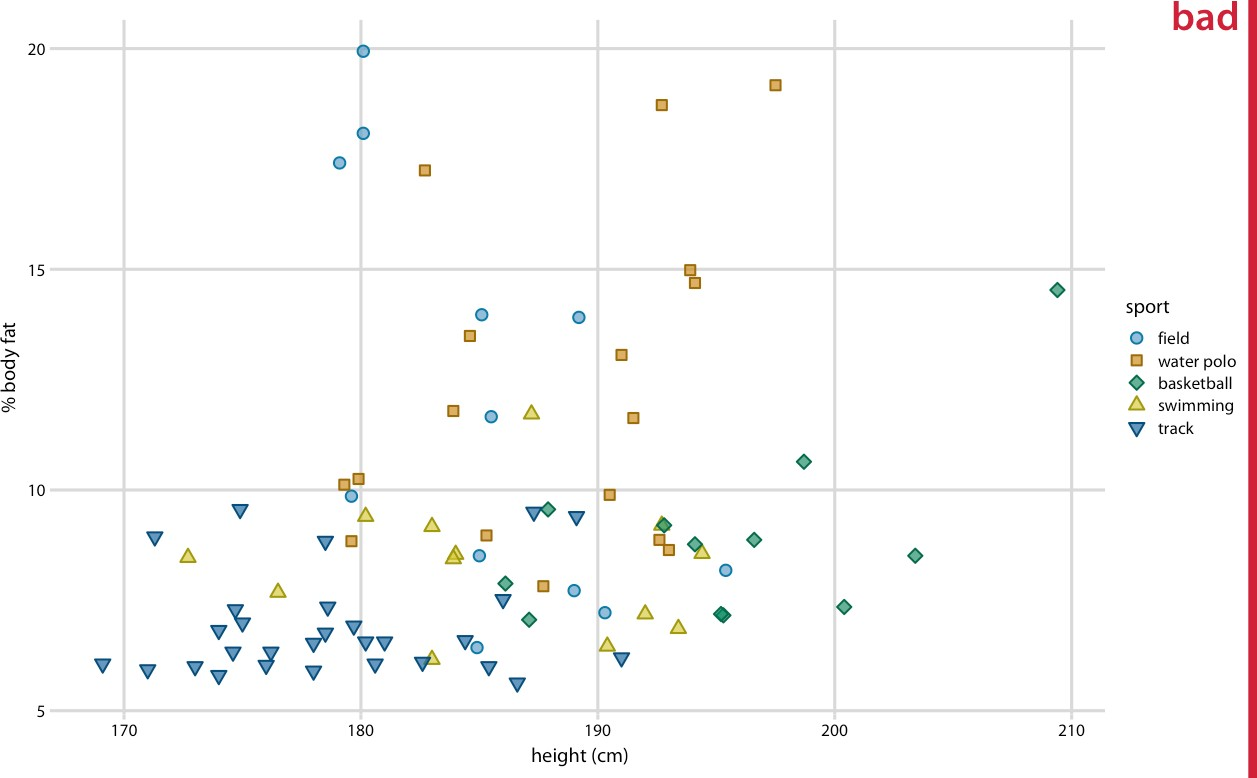 bad
20
15
10
5
% body fat
170
180
190
200
210
height (cm)
sport
field
water polo
basketball
swimming
track